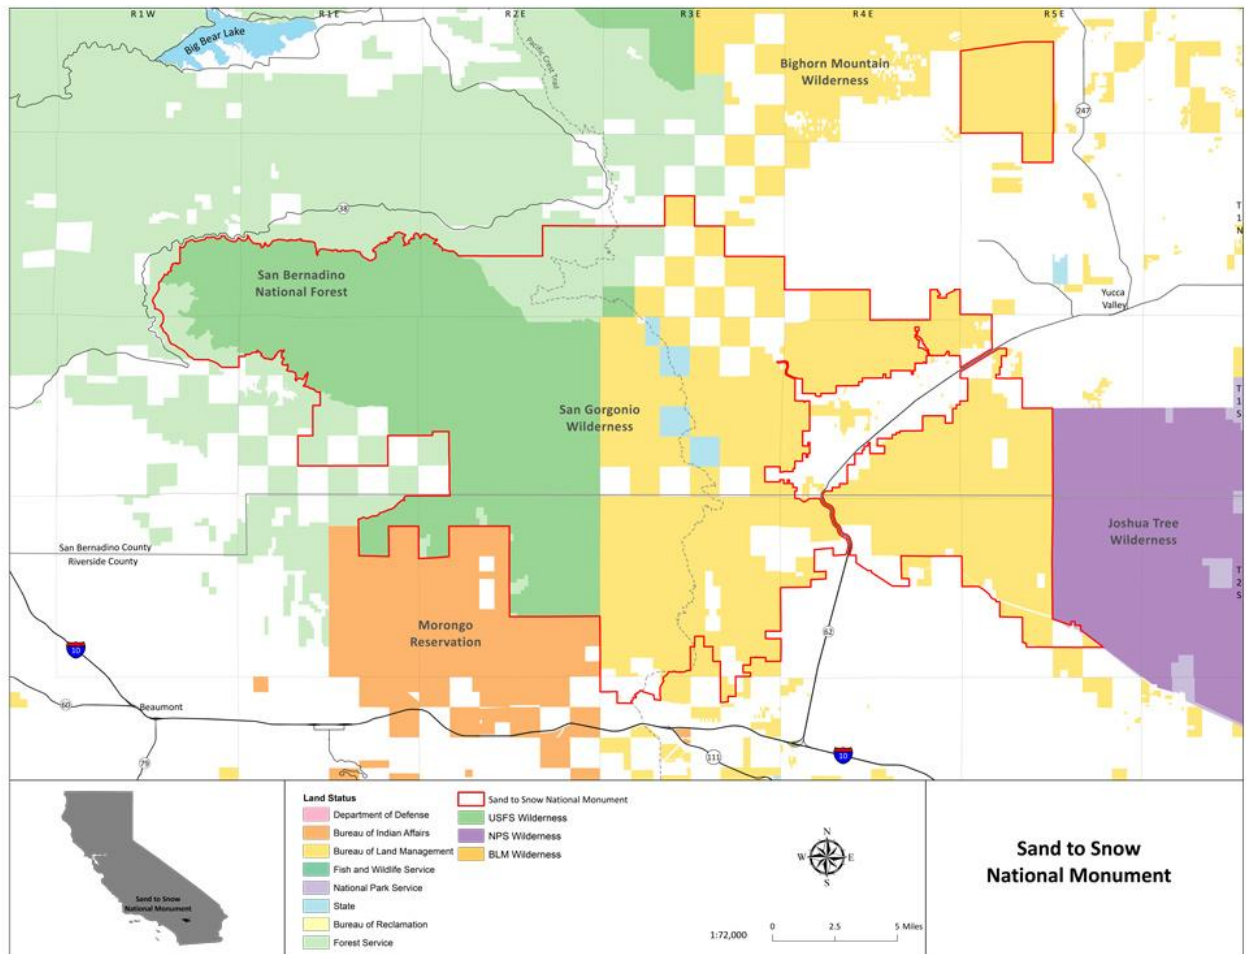 R1W
R1E
R2E
R3E
R4E
R5E
Big Bear Lake
Pacific Crest Trail
Bighorn Mountain
Wilderness
247
38
T
1
N
San Bernadino
National Forest
Yucca
Valley
San Gorgonio
Wilderness
T
1
S
Joshua Tree
Wilderness
San Bernadino County
Riverside County
T
2
S
Morongo
Reservation
10
62
60
Beaumont
79
111
10
Sand to Snow
National Monument
Land Status
Department of Defense
Bureau of Indian Affairs
Bureau of Land Management
Fish and Wildlife Service
National Park Service
State
Bureau of Reclamation
Forest Service
Sand to Snow National Monument
USFS Wilderness
NPS Wilderness
BLM Wilderness
N
W E
S
1:72,000
0 2.5 5 Miles
Sand to Snow
National Monument